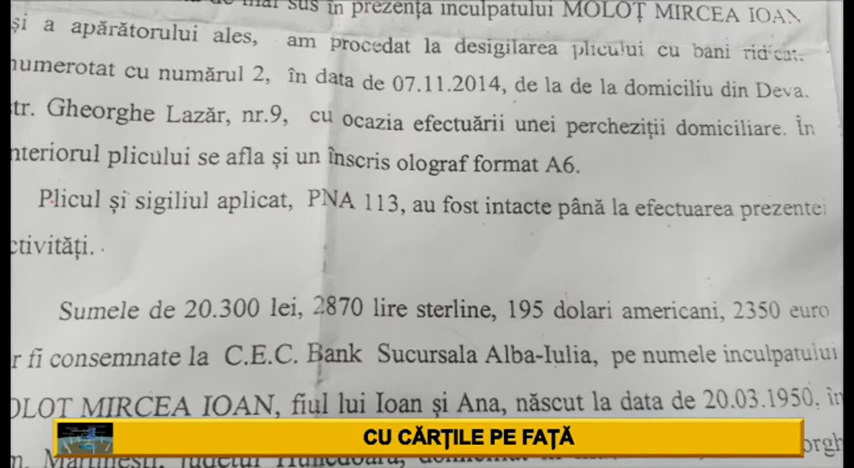 mai sus în prezența inculpatului MOLOȚ MIRCEA IOAN
și a apărătorului ales, am procedat la desigilarea plicului cu bani
numerotat cu numărul 2, în data de 07.11.2014, de la de la domiciliu din Deva.
str. Gheorghe Lazăr, nr.9, cu ocazia efectuării unei percheziții domiciliare. În
nteriorul plicului se afla și un înscris olograf format A6.
Plicul și sigiliul aplicat, PNA 113, au fost intacte până la efectuarea prezentei
ctivități.
Sumele de 20.300 lei, 2870 lire sterline, 195 dolari americani, 2350 euro
r fi consemnate la C.E.C. Bank Sucursala Alba-Iulia, pe numele inculpatului
OLOT MIRCEA IOAN, fiul lui Ioan și Ana, născut la data de 20.03.1950, în
CU CĂRȚILE PE FAȚĂ